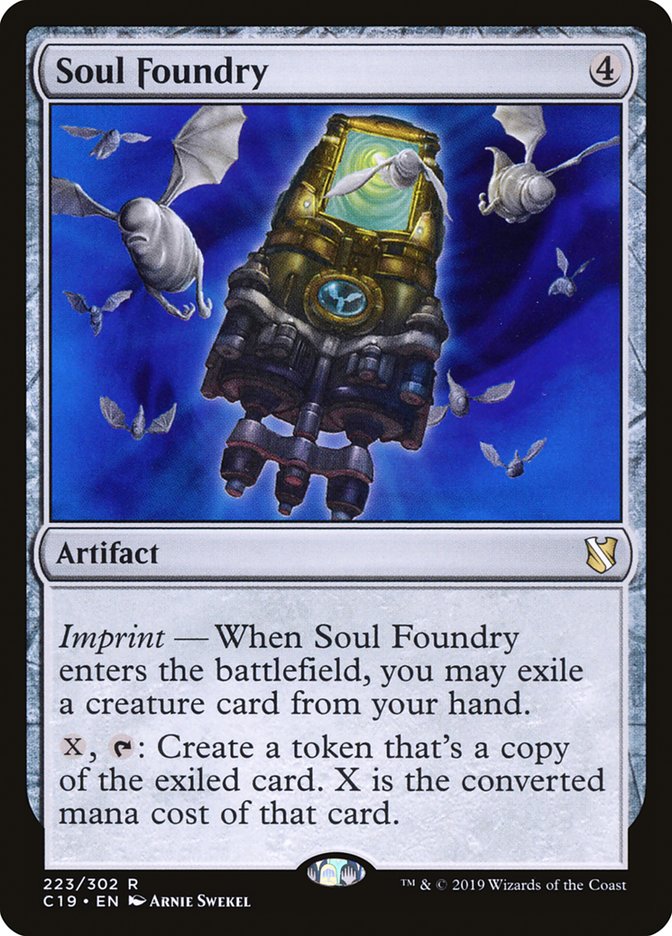 Soul Foundry 4
Artifact
Imprint — When Soul Foundry
enters the battlefield, you may exile
a creature card from your hand.
X, : Create a token that's a copy
of the exiled card. X is the converted
mana cost of that card.
223/302 R
C19 • EN Arnie Swekel
™ & © 2019 Wizards of the Coast